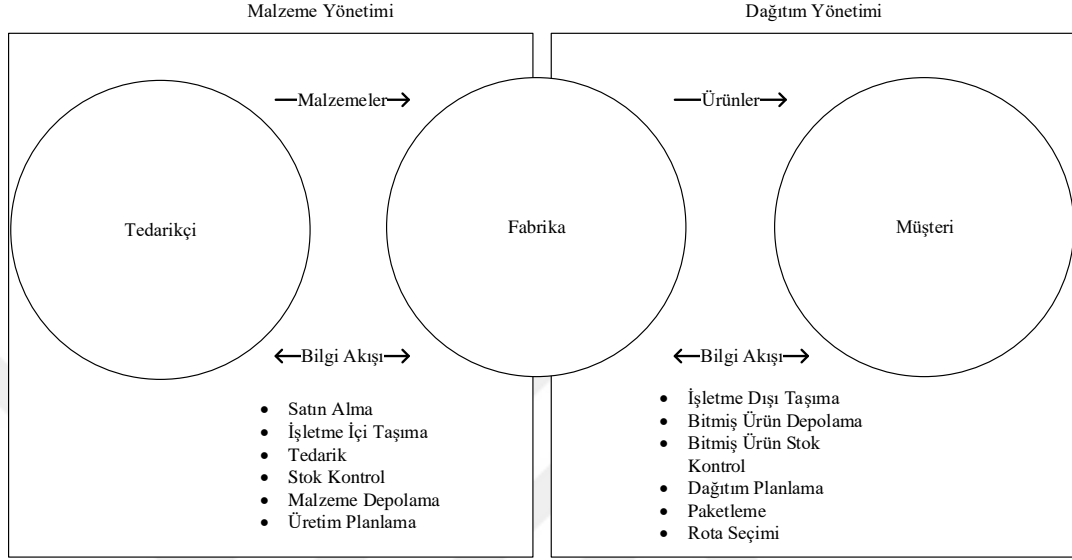 Malzeme Yönetimi
Dağıtım Yönetimi
Malzemeler
Ürünler
Tedarikçi
Fabrika
Müşteri
Bilgi Akışı
Bilgi Akışı
• Satın Alma
• İşletme İçi Taşıma
• Tedarik
• Stok Kontrol
• Malzeme Depolama
• Üretim Planlama
• İşletme Dışı Taşıma
• Bitmiş Ürün Depolama
• Bitmiş Ürün Stok
Kontrol
• Dağıtım Planlama
• Paketleme
• Rota Seçimi